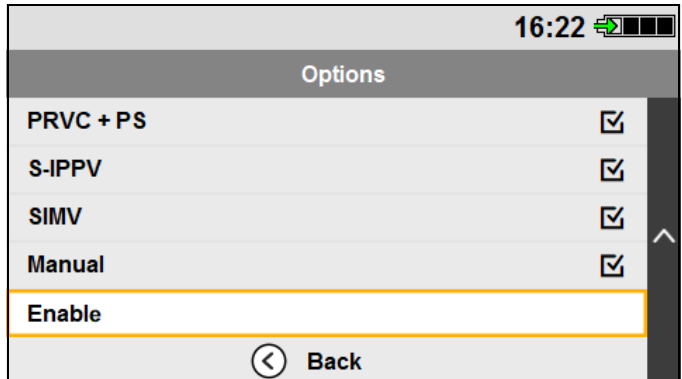 16:22
Options
PRVC + PS
S-IPPV
SIMV
Manual
Enable
Back